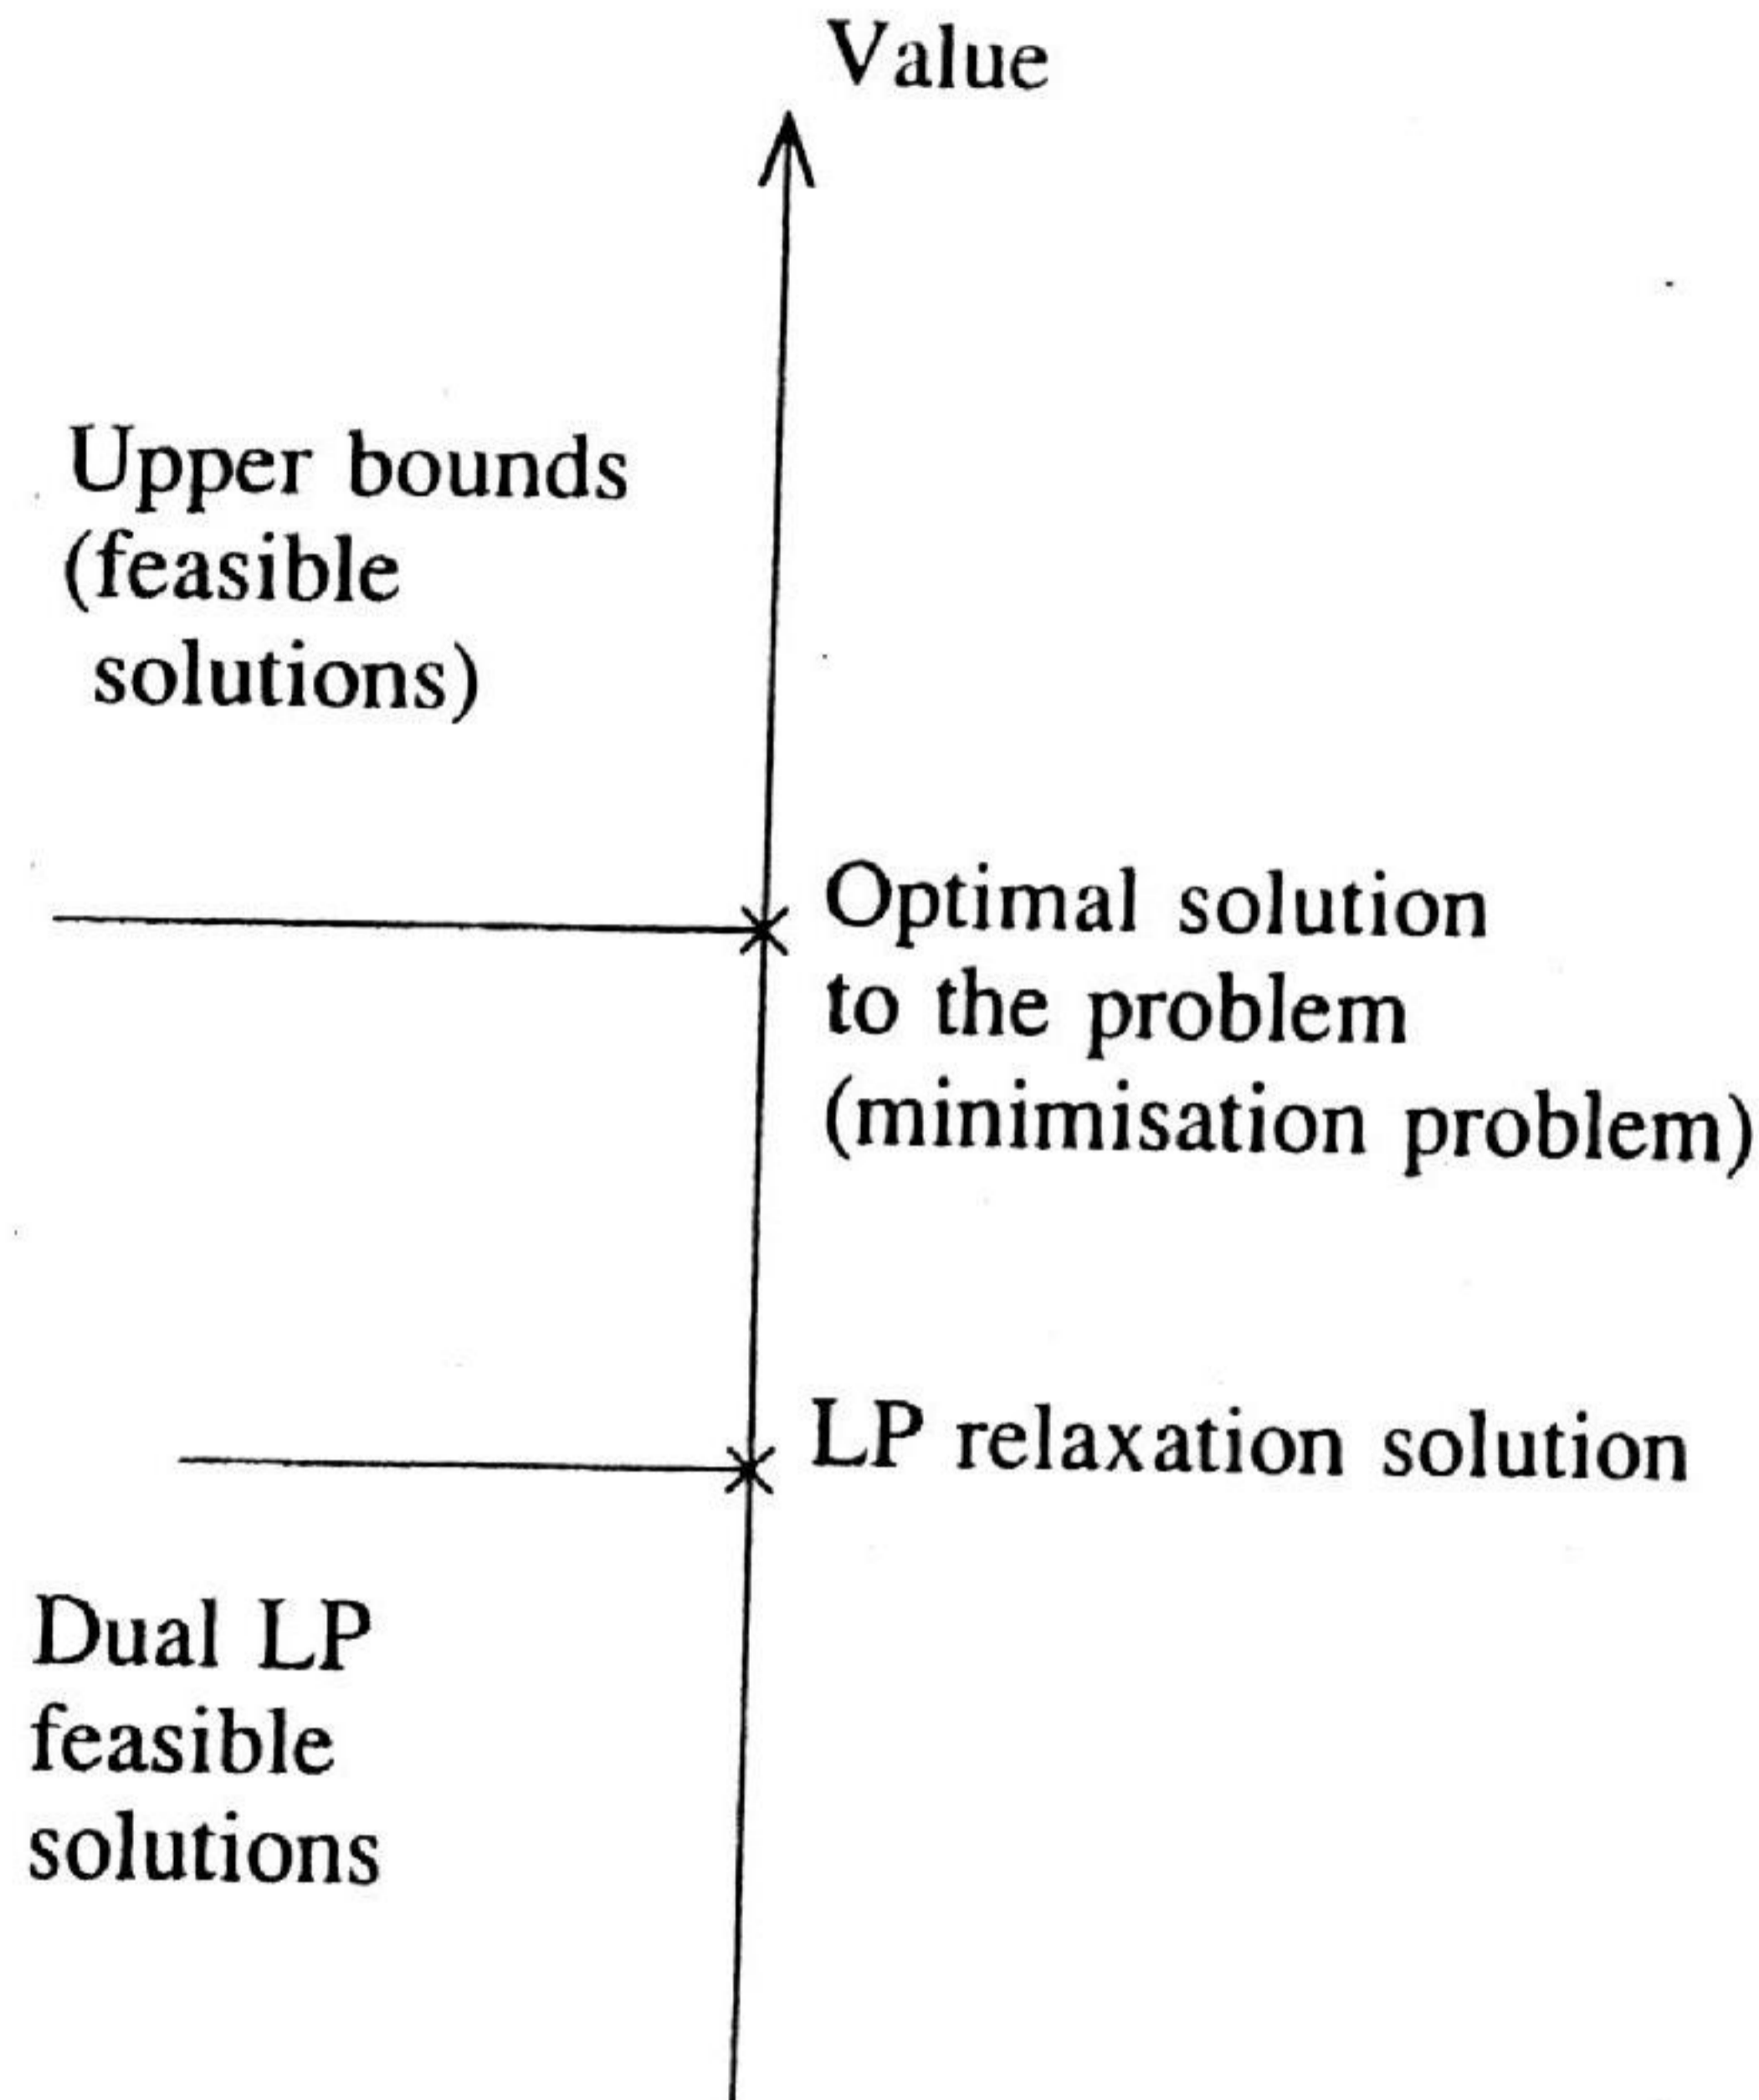 Value
Upper bounds
(feasible
solutions)
Optimal solution
to the problem
(minimisation problem)
LP relaxation solution
Dual LP
feasible
solutions